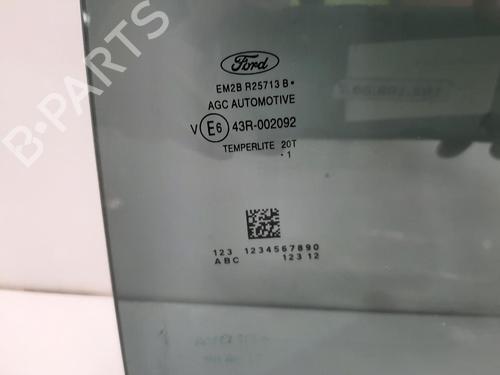 B-PARTS
Ford
EM2B R25713 B•
AGC AUTOMOTIVE
V E6 43R-002092
TEMPERLITE 20T
· 1
123 1234567890
ABC 123 12